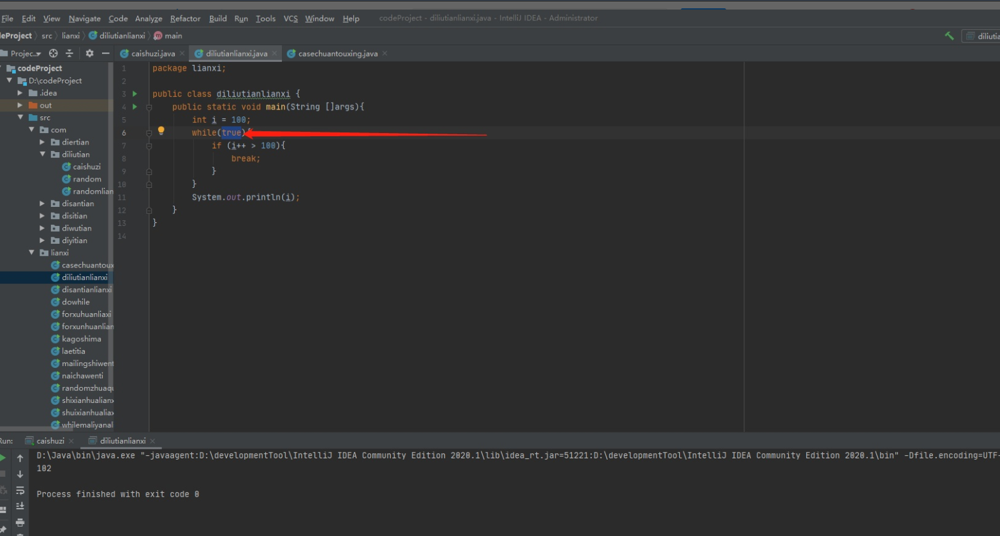 File Edit View Navigate Code Analyze Refactor Build Run Tools VCS Window Help codeProject - diliutianlianxi.java - IntelliJ IDEA - Administrator
deProject src lianxi diliutianlianxi main
Projec... caishuzi.java diliutianlianxi.java casechuantouxing.java
codeProject
D:\codeProject
.idea
out
src
com
diertian
diliutian
caishuzi
random
randomlian
disantian
disitian
diwutian
diyitian
lianxi
casechuantoux
diliutianlianxi
disantianlianxi
dowhile
forxuhuanliaxi
forxunhuanlian
kagoshima
laetitia
mailingshiwent
naichawenti
randomzhuaqu
shixianhualianx
shuixianhualiax
whilemaliyanal
1 package lianxi;
2
3 public class diliutianlianxi {
4 public static void main(String []args){
5 int i = 100;
6 while(true){
7 if (i++ > 100){
8 break;
9 }
10 }
11 System.out.println(i);
12 }
13 }
14
Run: caishuzi diliutianlianxi
D:\Java\bin\java.exe "-javaagent:D:\developmentTool\IntelliJ IDEA Community Edition 2020.1\lib\idea_rt.jar=51221:D:\developmentTool\IntelliJ IDEA Community Edition 2020.1\bin" -Dfile.encoding=UTF-
102
Process finished with exit code 0